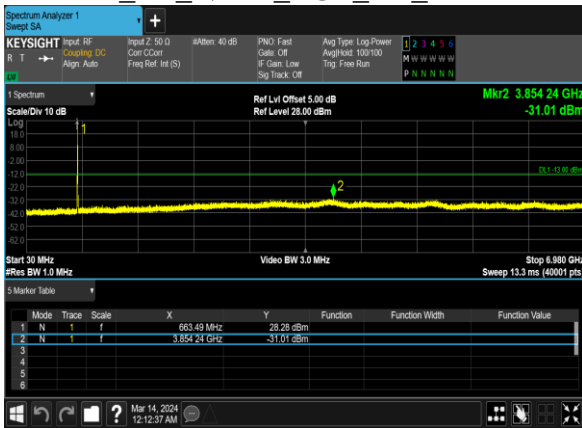 Spectrum Analyzer 1
Swept SA
KEYSIGHT Input: RF Input Z: 50 Ω #Atten: 40 dB PNO: Fast Avg Type: Log-Power 1 2 3 4 5 6
R T Coupling: DC Corr CCorr Gate: Off Avg|Hold: 100/100 M W W W W W
Align: Auto Freq Ref: Int (S) IF Gain: Low Trig: Free Run
Sig Track: Off P N N N N N
1 Spectrum
Ref Lvl Offset 5.00 dB Mkr2 3.854 24 GHz
Scale/Div 10 dB Ref Level 28.00 dBm -31.01 dBm
Log
18.0 1
8.00
-2.00
-12.0 DL1 -13.00 dBm
-22.0 2
-32.0
-42.0
-52.0
-62.0
Start 30 MHz Video BW 3.0 MHz Stop 6.980 GHz
#Res BW 1.0 MHz Sweep 13.3 ms (40001 pts
5 Marker Table
Mode Trace Scale X Y Function Function Width Function Value
1 N 1 f 663.49 MHz 28.28 dBm
2 N 1 f 3.854 24 GHz -31.01 dBm
3
4
5
6
? Mar 14, 2024
12:12:37 AM